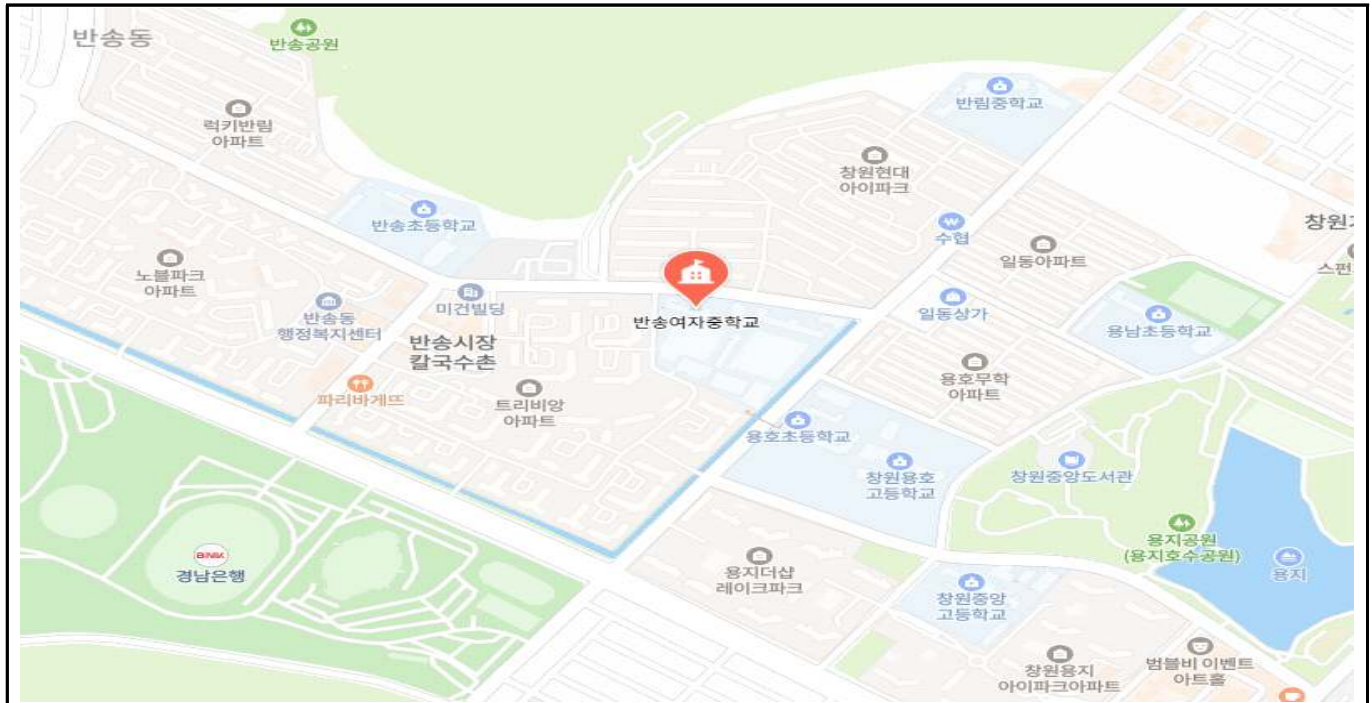 반송동
반송공원
럭키반림
아파트
반림중학교
창원현대
아이파크
반송초등학교
수협
일동아파트
노블파크
아파트
반송동
행정복지센터
미건빌딩
반송여자중학교
일동상가
용남초등학교
반송시장
칼국수촌
파리바게뜨
트리비앙
아파트
용호무학
아파트
용호초등학교
창원용호
고등학교
창원중앙도서관
용지공원
(용지호수공원)
용지
BNK
경남은행
용지더샵
레이크파크
창원중앙
고등학교
창원용지
아이파크아파트
범블비 이벤트
아트홀